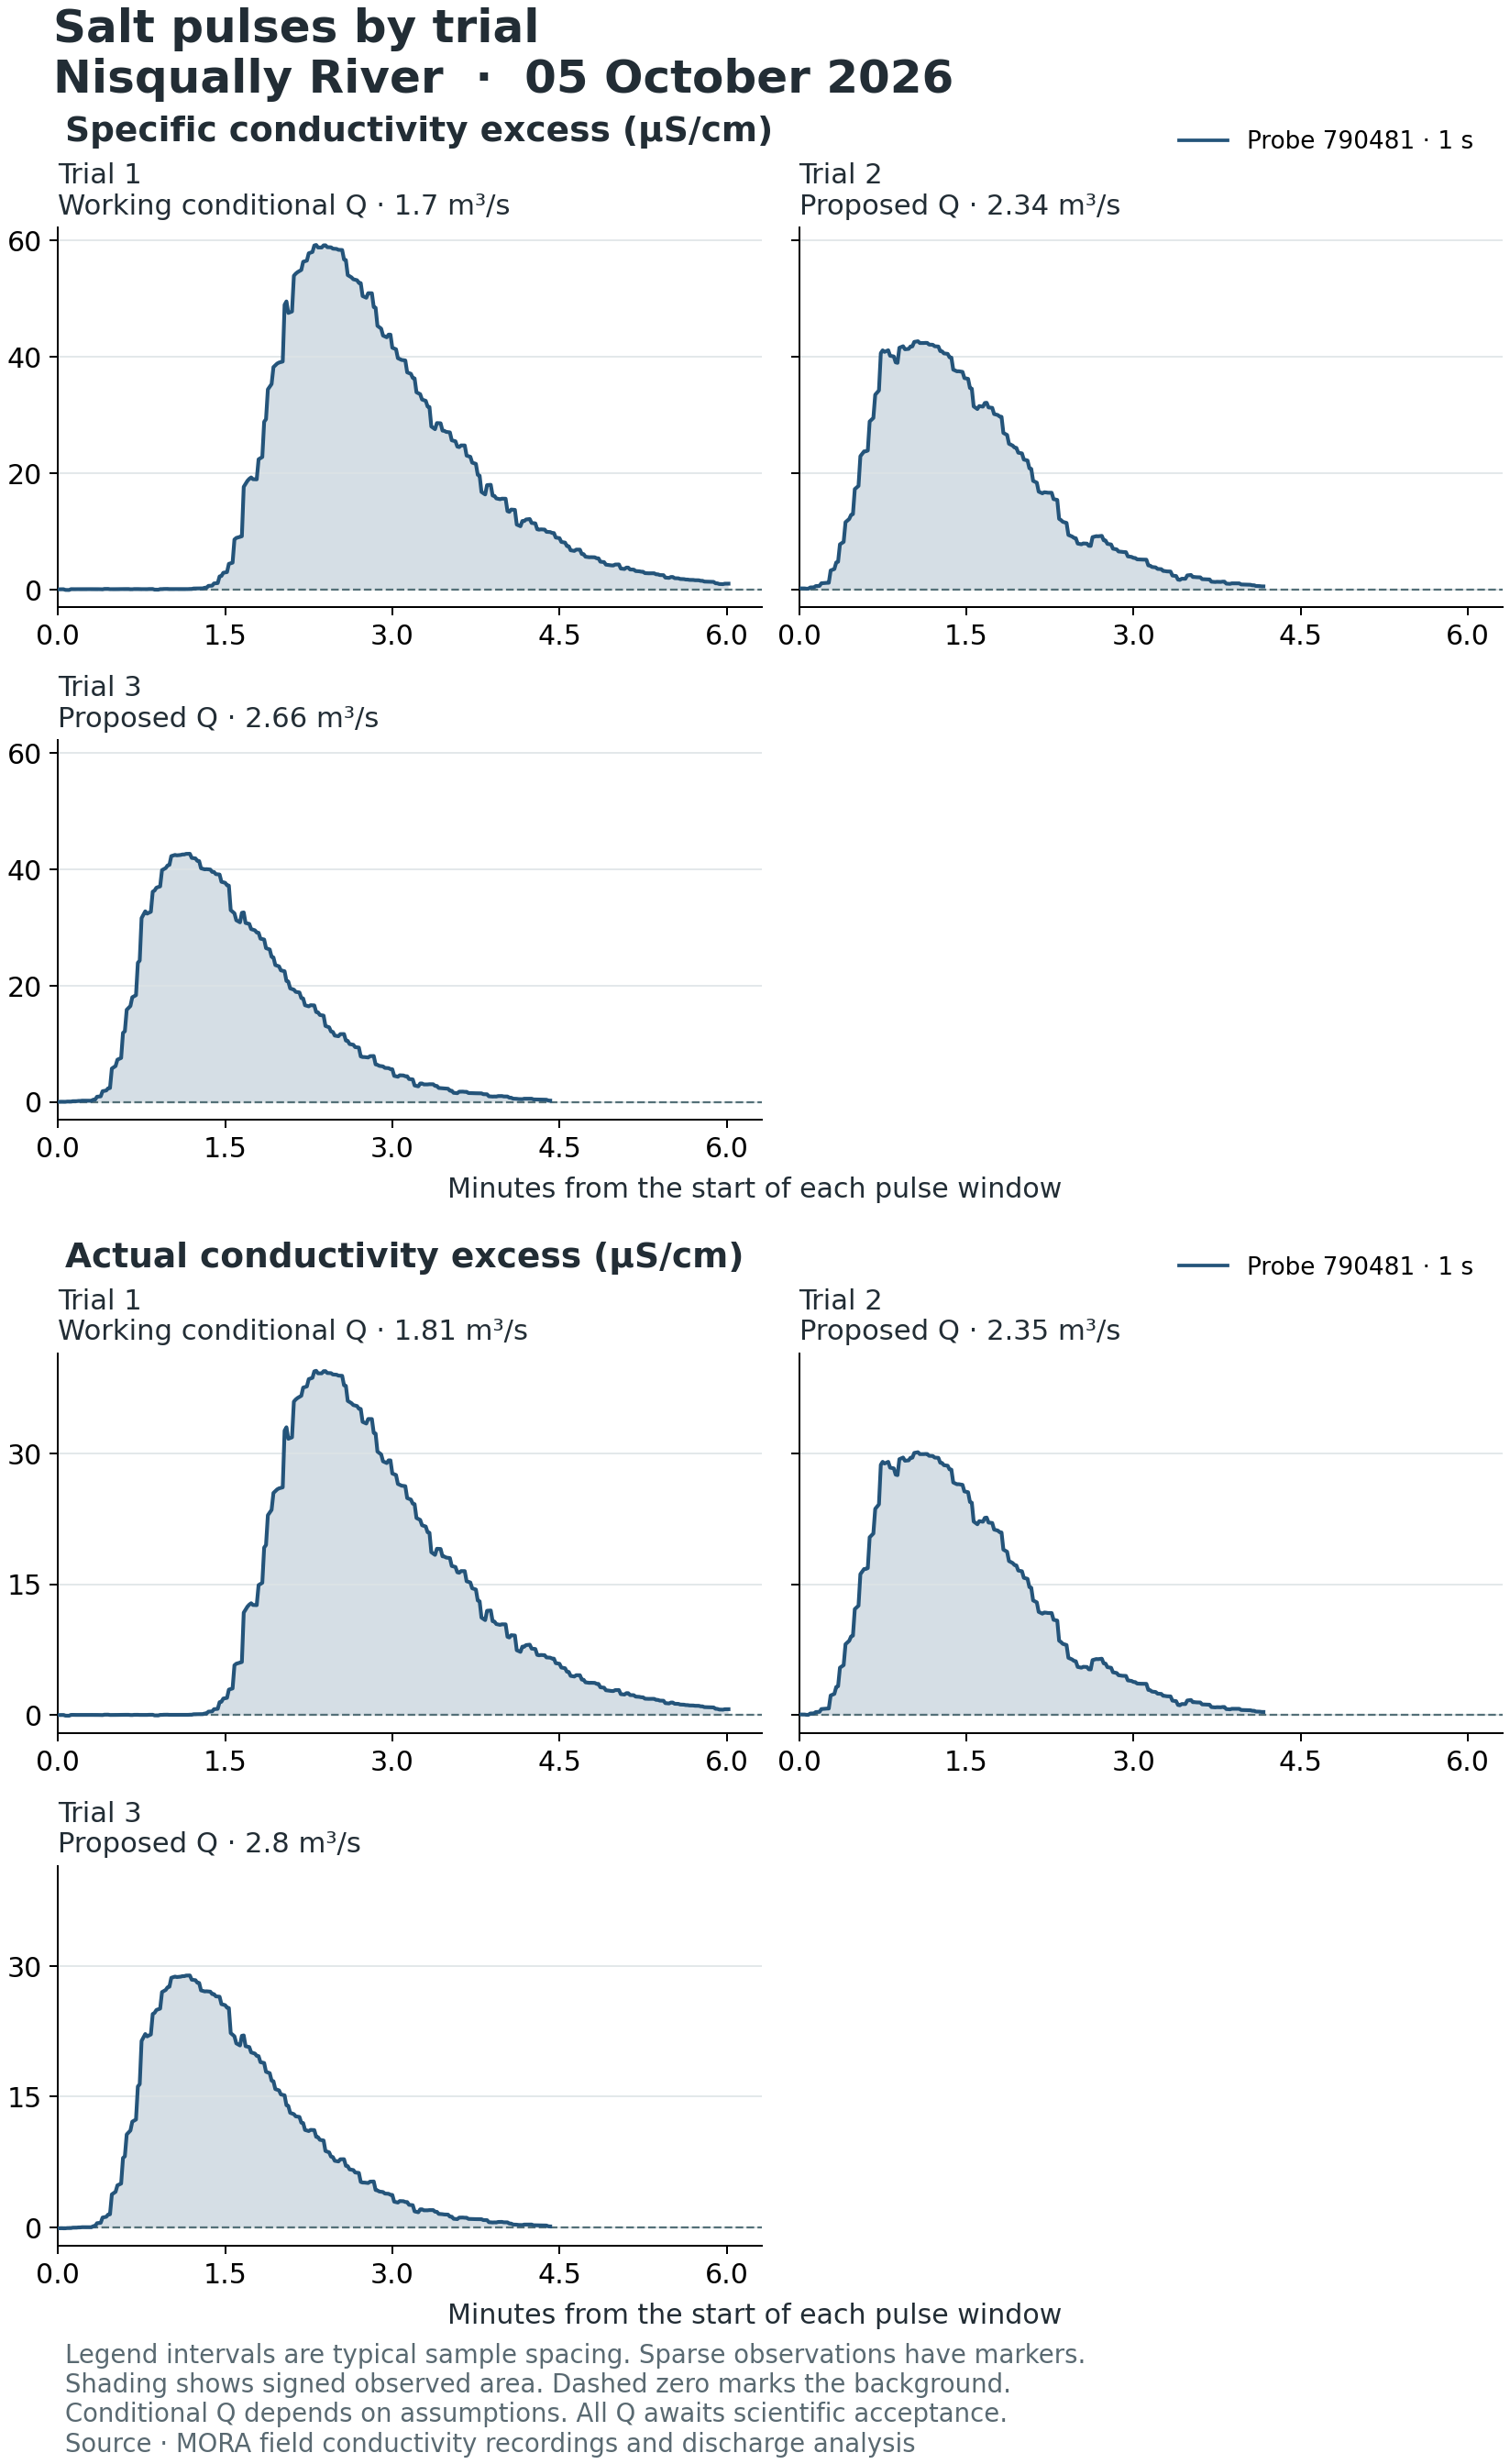 Salt pulses by trial
Nisqually River · 05 October 2026
Specific conductivity excess (µS/cm)
Probe 790481 · 1 s
Trial 1
Working conditional Q · 1.7 m³/s
Trial 2
Proposed Q · 2.34 m³/s
60
40
20
0
0.0 1.5 3.0 4.5 6.0
0.0 1.5 3.0 4.5 6.0
Trial 3
Proposed Q · 2.66 m³/s
60
40
20
0
0.0 1.5 3.0 4.5 6.0
Minutes from the start of each pulse window
Actual conductivity excess (µS/cm)
Probe 790481 · 1 s
Trial 1
Working conditional Q · 1.81 m³/s
Trial 2
Proposed Q · 2.35 m³/s
30
15
0
0.0 1.5 3.0 4.5 6.0
0.0 1.5 3.0 4.5 6.0
Trial 3
Proposed Q · 2.8 m³/s
30
15
0
0.0 1.5 3.0 4.5 6.0
Minutes from the start of each pulse window
Legend intervals are typical sample spacing. Sparse observations have markers.
Shading shows signed observed area. Dashed zero marks the background.
Conditional Q depends on assumptions. All Q awaits scientific acceptance.
Source · MORA field conductivity recordings and discharge analysis